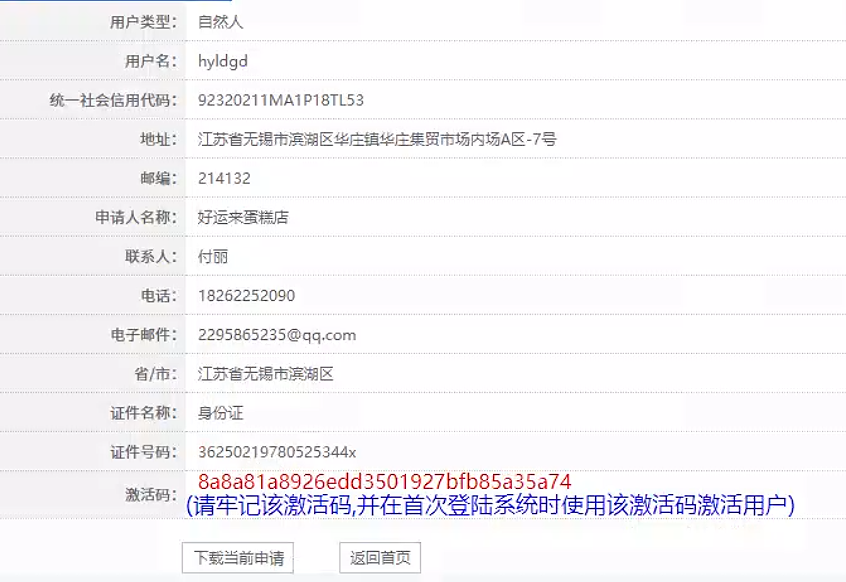 用户类型： 自然人
用户名： hyldgd
统一社会信用代码： 92320211MA1P18TL53
地址： 江苏省无锡市滨湖区华庄镇华庄集贸市场内场A区-7号
邮编： 214132
申请人名称： 好运来蛋糕店
联系人： 付丽
电话： 18262252090
电子邮件： 2295865235@qq.com
省/市： 江苏省无锡市滨湖区
证件名称： 身份证
证件号码： 36250219780525344x
激活码： 8a8a81a8926edd3501927bfb85a35a74
(请牢记该激活码,并在首次登陆系统时使用该激活码激活用户)
下载当前申请 返回首页